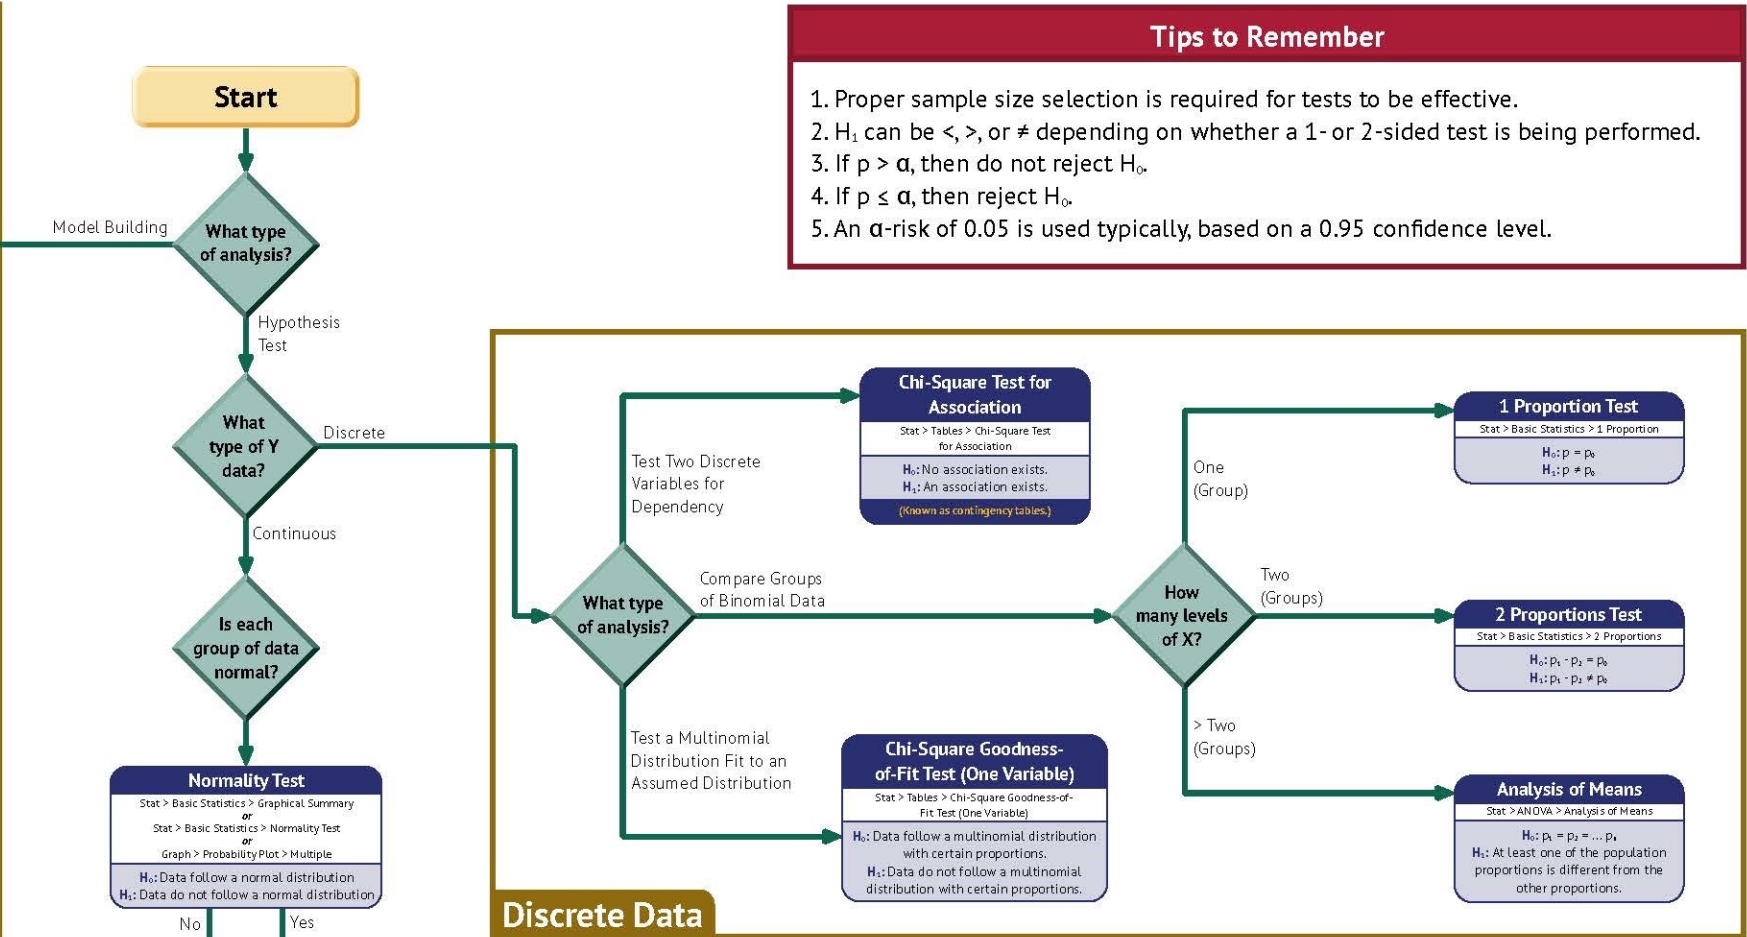 Tips to Remember
1. Proper sample size selection is required for tests to be effective.
2. H₁ can be <, >, or ≠ depending on whether a 1- or 2-sided test is being performed.
3. If p > α, then do not reject H₀.
4. If p ≤ α, then reject H₀.
5. An α-risk of 0.05 is used typically, based on a 0.95 confidence level.
Start
Model Building
What type
of analysis?
Hypothesis
Test
What
type of Y
data?
Discrete
Continuous
Is each
group of data
normal?
Normality Test
Stat > Basic Statistics > Graphical Summary
or
Stat > Basic Statistics > Normality Test
or
Graph > Probability Plot > Multiple
H₀: Data follow a normal distribution
H₁: Data do not follow a normal distribution
No
Yes
Test Two Discrete
Variables for
Dependency
Chi-Square Test for
Association
Stat > Tables > Chi-Square Test
for Association
H₀: No association exists.
H₁: An association exists.
(Known as contingency tables.)
What type
of analysis?
Compare Groups
of Binomial Data
Test a Multinomial
Distribution Fit to an
Assumed Distribution
Chi-Square Goodness-
of-Fit Test (One Variable)
Stat > Tables > Chi-Square Goodness-of-
Fit Test (One Variable)
H₀: Data follow a multinomial distribution
with certain proportions.
H₁: Data do not follow a multinomial
distribution with certain proportions.
How
many levels
of X?
One
(Group)
1 Proportion Test
Stat > Basic Statistics > 1 Proportion
H₀: p = p₀
H₁: p ≠ p₀
Two
(Groups)
2 Proportions Test
Stat > Basic Statistics > 2 Proportions
H₀: p₁ - p₂ = p₀
H₁: p₁ - p₂ ≠ p₀
> Two
(Groups)
Analysis of Means
Stat > ANOVA > Analysis of Means
H₀: p₁ = p₂ = ...
H₁: At least one of the population
proportions is different from the
other proportions.
Discrete Data